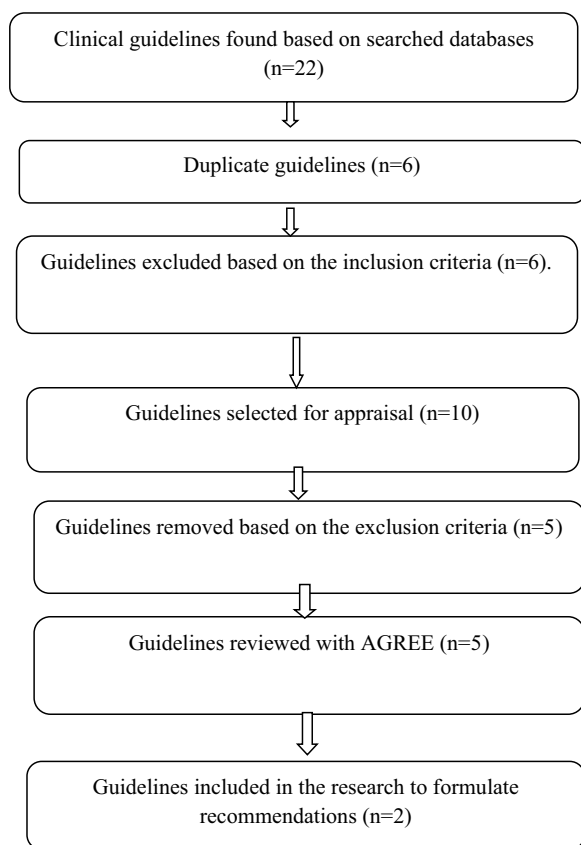 Clinical guidelines found based on searched databases
(n=22)
Duplicate guidelines (n=6)
Guidelines excluded based on the inclusion criteria (n=6).
Guidelines selected for appraisal (n=10)
Guidelines removed based on the exclusion criteria (n=5)
Guidelines reviewed with AGREE (n=5)
Guidelines included in the research to formulate
recommendations (n=2)